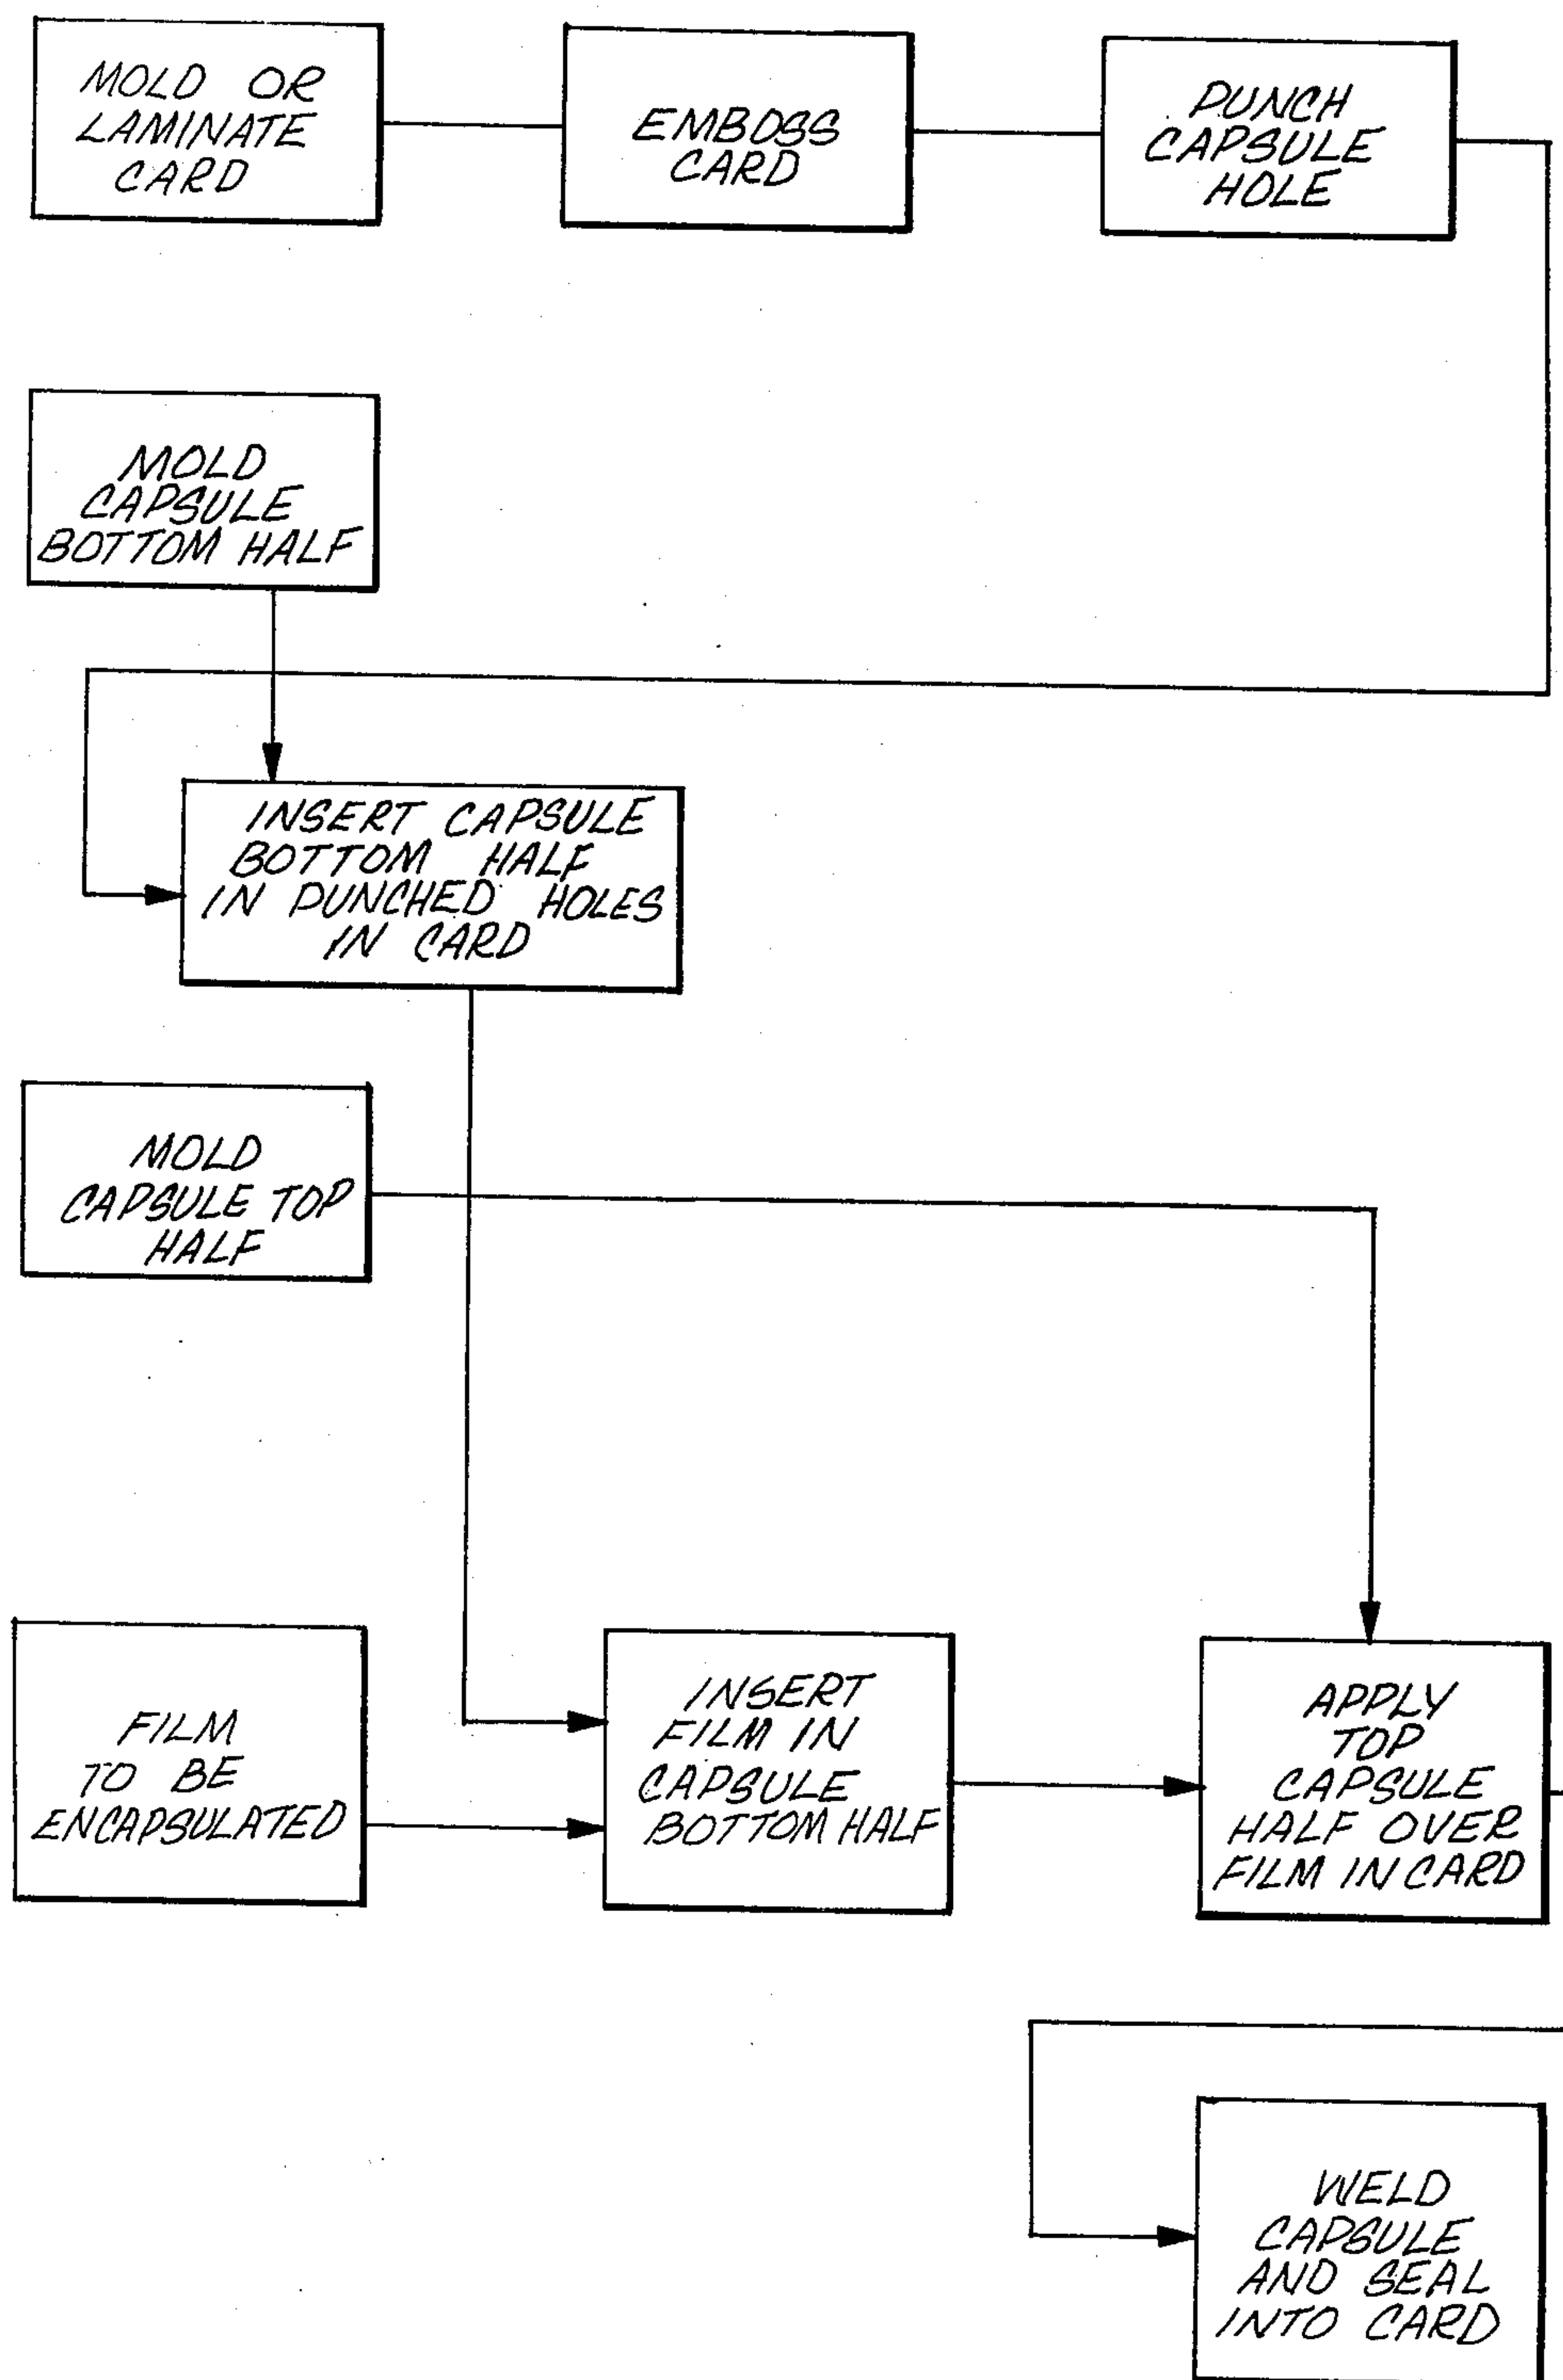 MOLD OR
LAMINATE
CARD
EMBOSS
CARD
PUNCH
CAPSULE
HOLE
MOLD
CAPSULE
BOTTOM HALF
INSERT CAPSULE
BOTTOM HALF
IN PUNCHED HOLES
IN CARD
MOLD
CAPSULE TOP
HALF
FILM
TO BE
ENCAPSULATED
INSERT
FILM IN
CAPSULE
BOTTOM HALF
APPLY
TOP
CAPSULE
HALF OVER
FILM IN CARD
WELD
CAPSULE
AND SEAL
INTO CARD